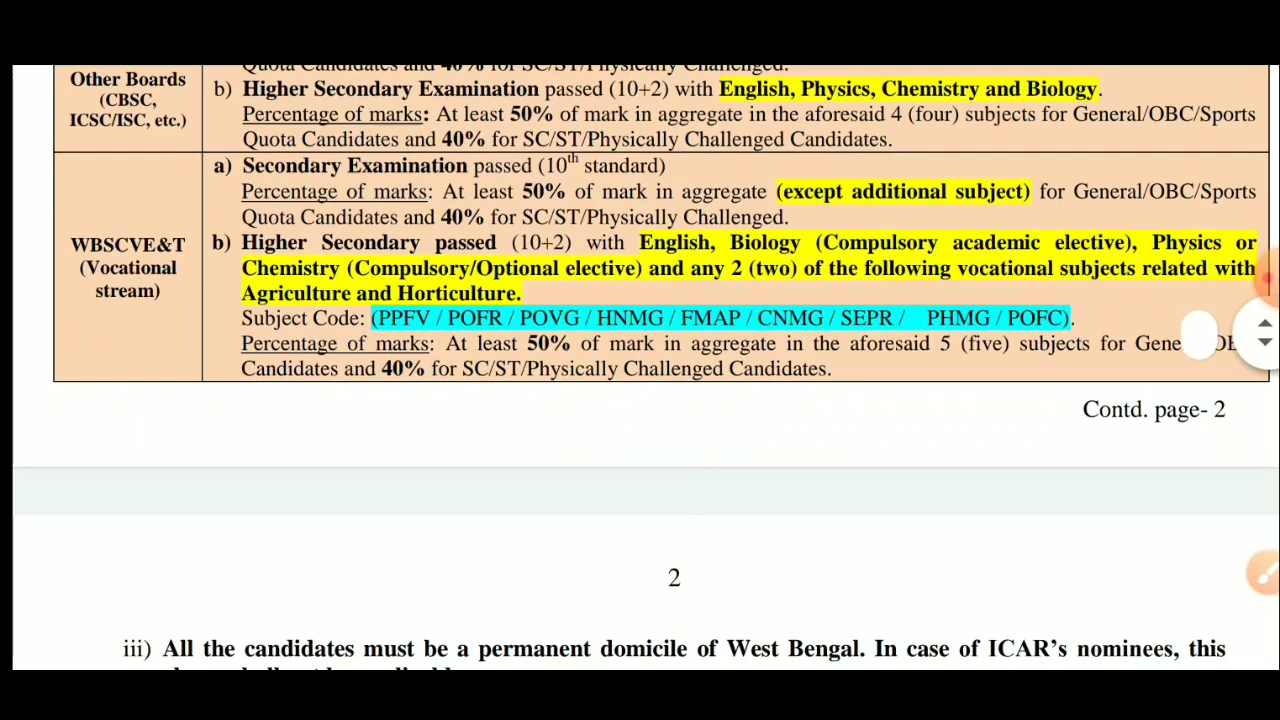 Quota Candidates and 40% for SC/ST/Physically Challenged.
Other Boards
(CBSC,
ICSC/ISC, etc.)
b) Higher Secondary Examination passed (10+2) with English, Physics, Chemistry and Biology.
Percentage of marks: At least 50% of mark in aggregate in the aforesaid 4 (four) subjects for General/OBC/Sports
Quota Candidates and 40% for SC/ST/Physically Challenged Candidates.
WBSCVE&T
(Vocational
stream)
a) Secondary Examination passed (10th standard)
Percentage of marks: At least 50% of mark in aggregate (except additional subject) for General/OBC/Sports
Quota Candidates and 40% for SC/ST/Physically Challenged.
b) Higher Secondary passed (10+2) with English, Biology (Compulsory academic elective), Physics or
Chemistry (Compulsory/Optional elective) and any 2 (two) of the following vocational subjects related with
Agriculture and Horticulture.
Subject Code: (PPFV / POFR / POVG / HNMG / FMAP / CNMG / SEPR / PHMG / POFC).
Percentage of marks: At least 50% of mark in aggregate in the aforesaid 5 (five) subjects for
Candidates and 40% for SC/ST/Physically Challenged Candidates.
Contd. page- 2
2
iii) All the candidates must be a permanent domicile of West Bengal. In case of ICAR's nominees, this